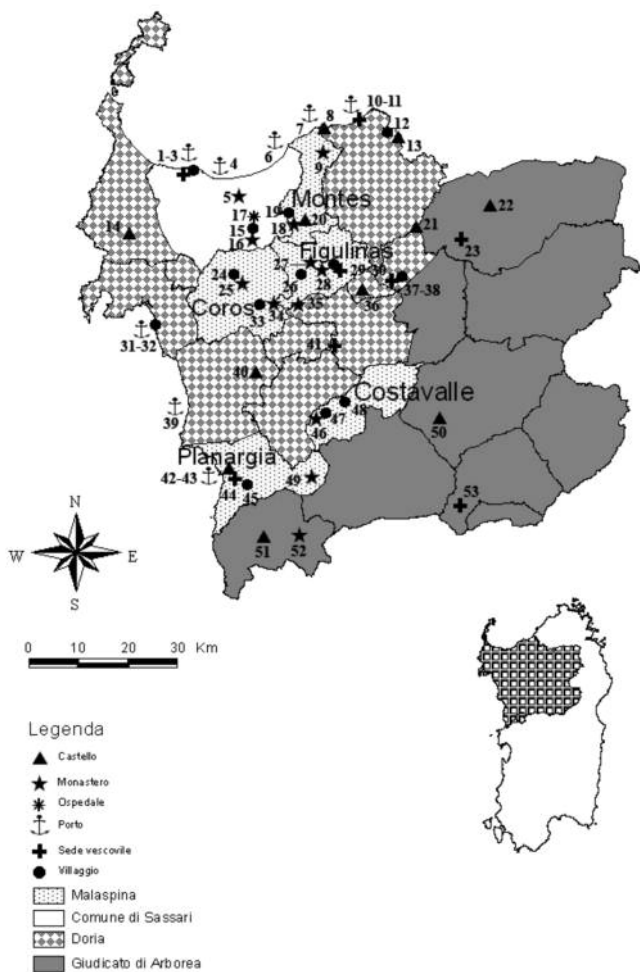 10-11
7
8
12
1-3
4
6
13
9
5
Montes
22
17
19
20
14
15
18
21
16
Figulinas
23
27
24
26
28
29-30
25
37-38
Coros
33
34
35
36
31-32
41
40
Costavalle
48
39
47
46
50
Planargia
42-43
49
44
45
53
51
52
N
W
E
S
0
10
20
30
Km
Legenda
Castello
Monastero
Ospedale
Porto
Sede vescovile
Villaggio
Malaspina
Comune di Sassari
Doria
Giudicato di Arborea